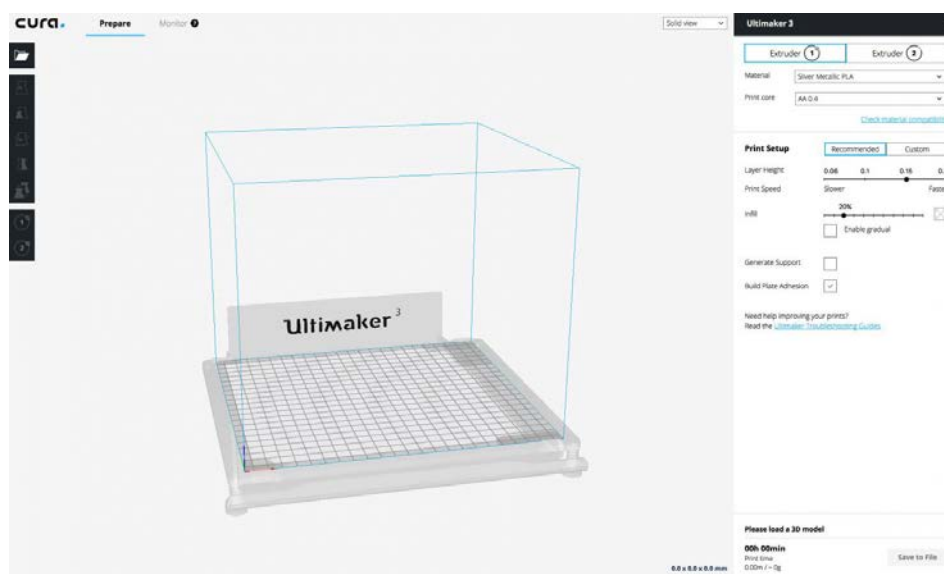 cura.
Prepare
Monitor
Solid view
Ultimaker 3
Extruder 1
Extruder 2
Material
Silver Metallic PLA
Print core
AA 0.4
Check material compatibility
Print Setup
Recommended
Custom
Layer Height
0.06 0.1 0.15
Print Speed
Slower
Infill
20%
Enable gradual
Generate Support
Build Plate Adhesion
Need help improving your prints?
Read the Ultimaker Troubleshooting Guides
Ultimaker 3
1
2
Please load a 3D model
00h 00min
Print time
0.00m / ~ 0g
Save to File
0.0 x 0.0 x 0.0 mm